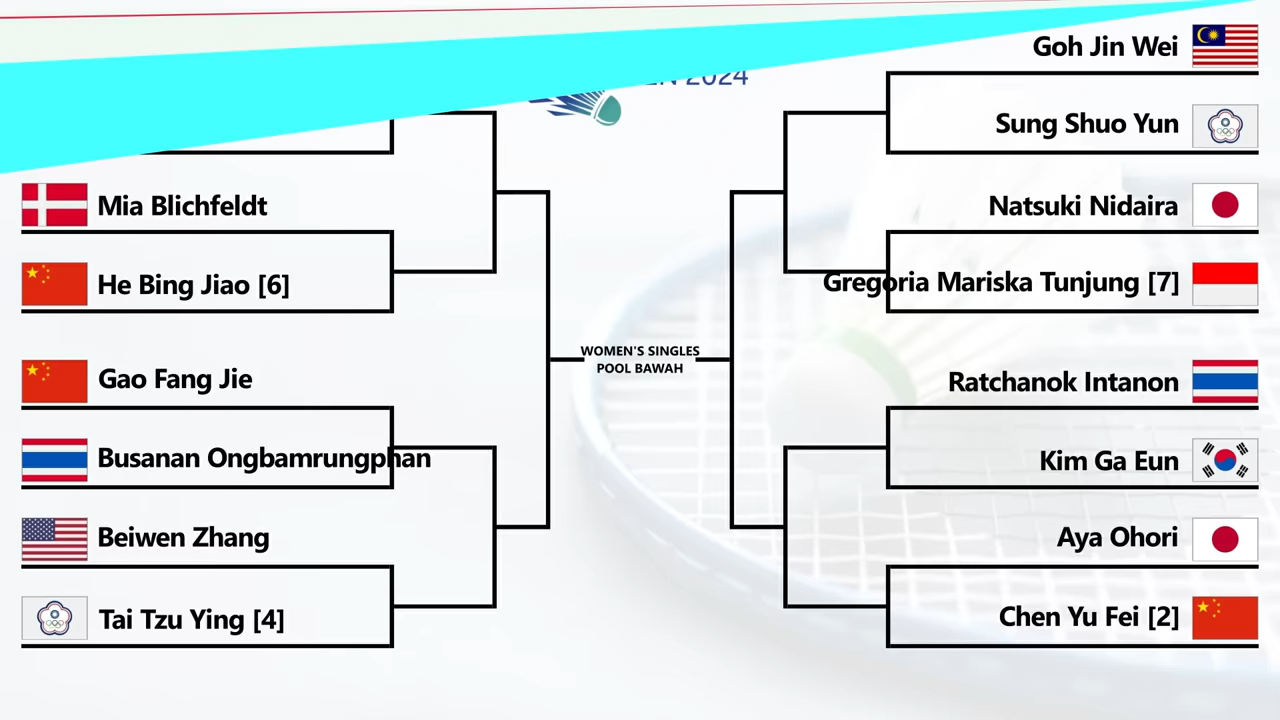 2024
Mia Blichfeldt
He Bing Jiao [6]
Gao Fang Jie
Busanan Ongbamrungphan
Beiwen Zhang
Tai Tzu Ying [4]
WOMEN'S SINGLES
POOL BAWAH
Goh Jin Wei
Sung Shuo Yun
Natsuki Nidaira
Gregoria Mariska Tunjung [7]
Ratchanok Intanon
Kim Ga Eun
Aya Ohori
Chen Yu Fei [2]